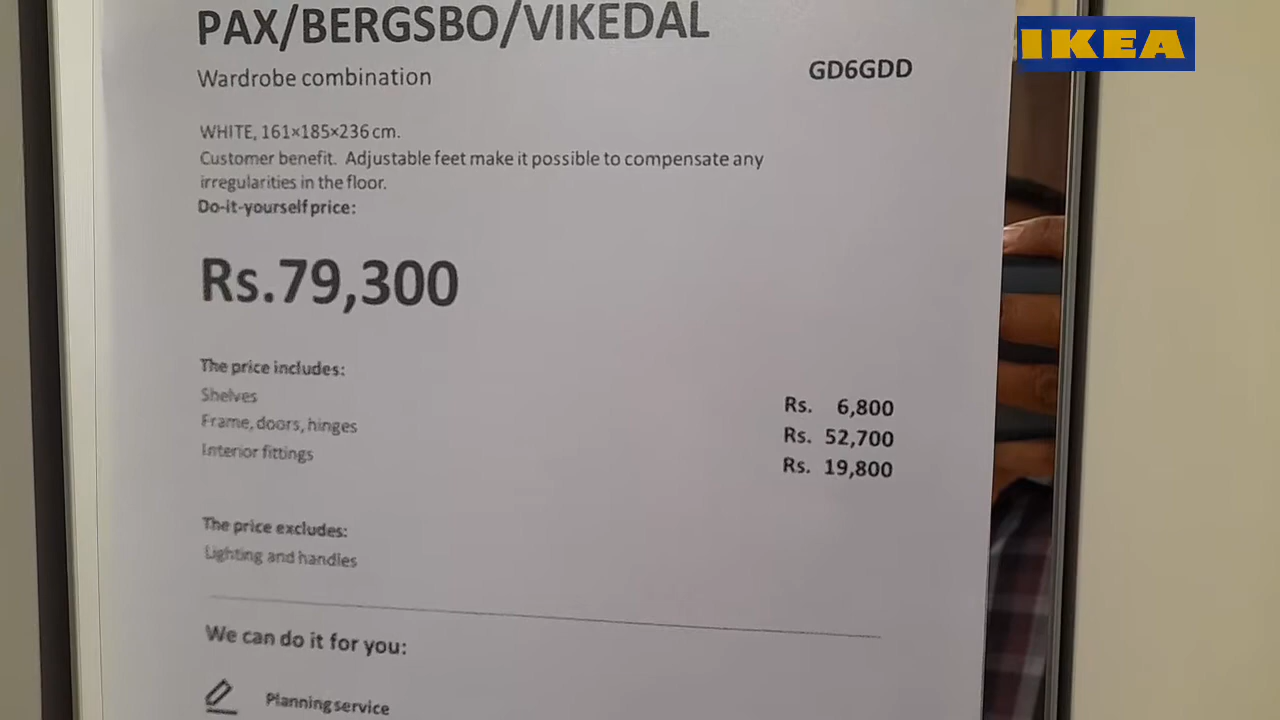 PAX/BERGSBO/VIKEDAL
IKEA
Wardrobe combination
GD6GDD
WHITE, 161×185×236 cm.
Customer benefit. Adjustable feet make it possible to compensate any
irregularities in the floor.
Do-it-yourself price:
Rs.79,300
The price includes:
Shelves Rs. 6,800
Frame, doors, hinges Rs. 52,700
Interior fittings Rs. 19,800
The price excludes:
Lighting and handles
We can do it for you:
Planning service